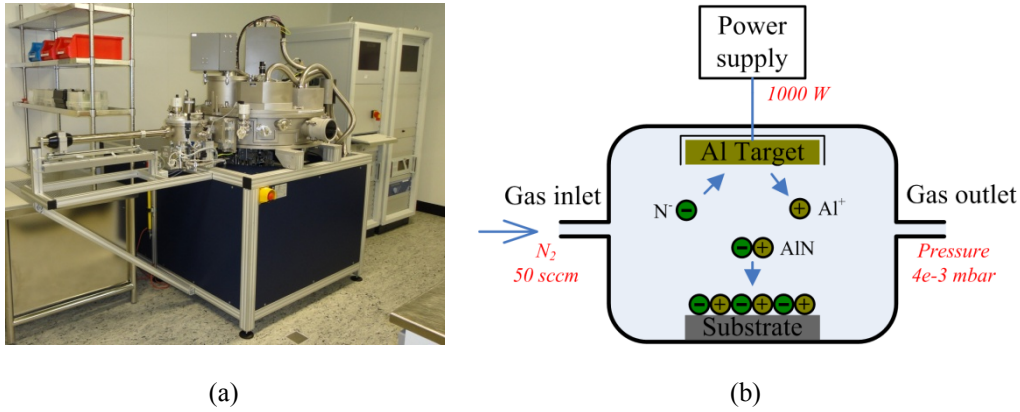 Power
supply
1000 W
Al Target
Gas inlet
Gas outlet
N⁻
Al⁺
AlN
N₂
50 sccm
Pressure
4e-3 mbar
Substrate
(a)
(b)